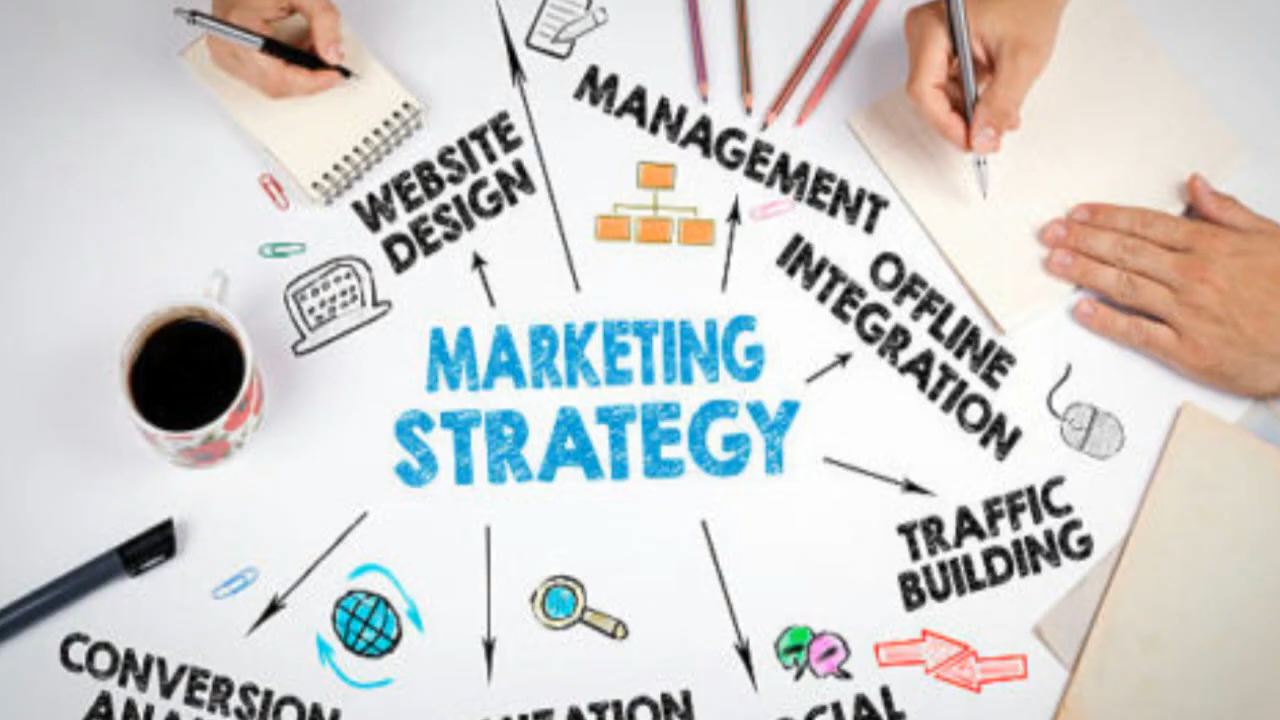 WEBSITE
DESIGN
MANAGEMENT
OFFLINE
INTEGRATION
MARKETING
STRATEGY
TRAFFIC
BUILDING
CONVERSION